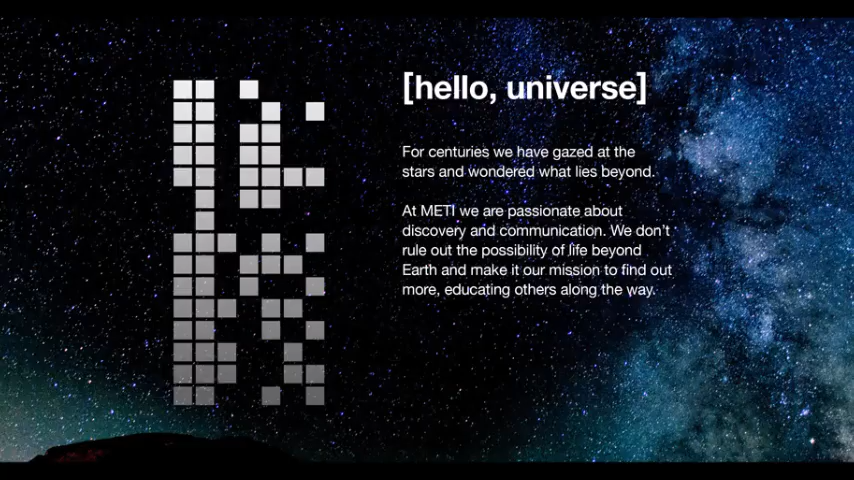 [hello, universe]
For centuries we have gazed at the
stars and wondered what lies beyond.
At METI we are passionate about
discovery and communication. We don't
rule out the possibility of life beyond
Earth and make it our mission to find out
more, educating others along the way.